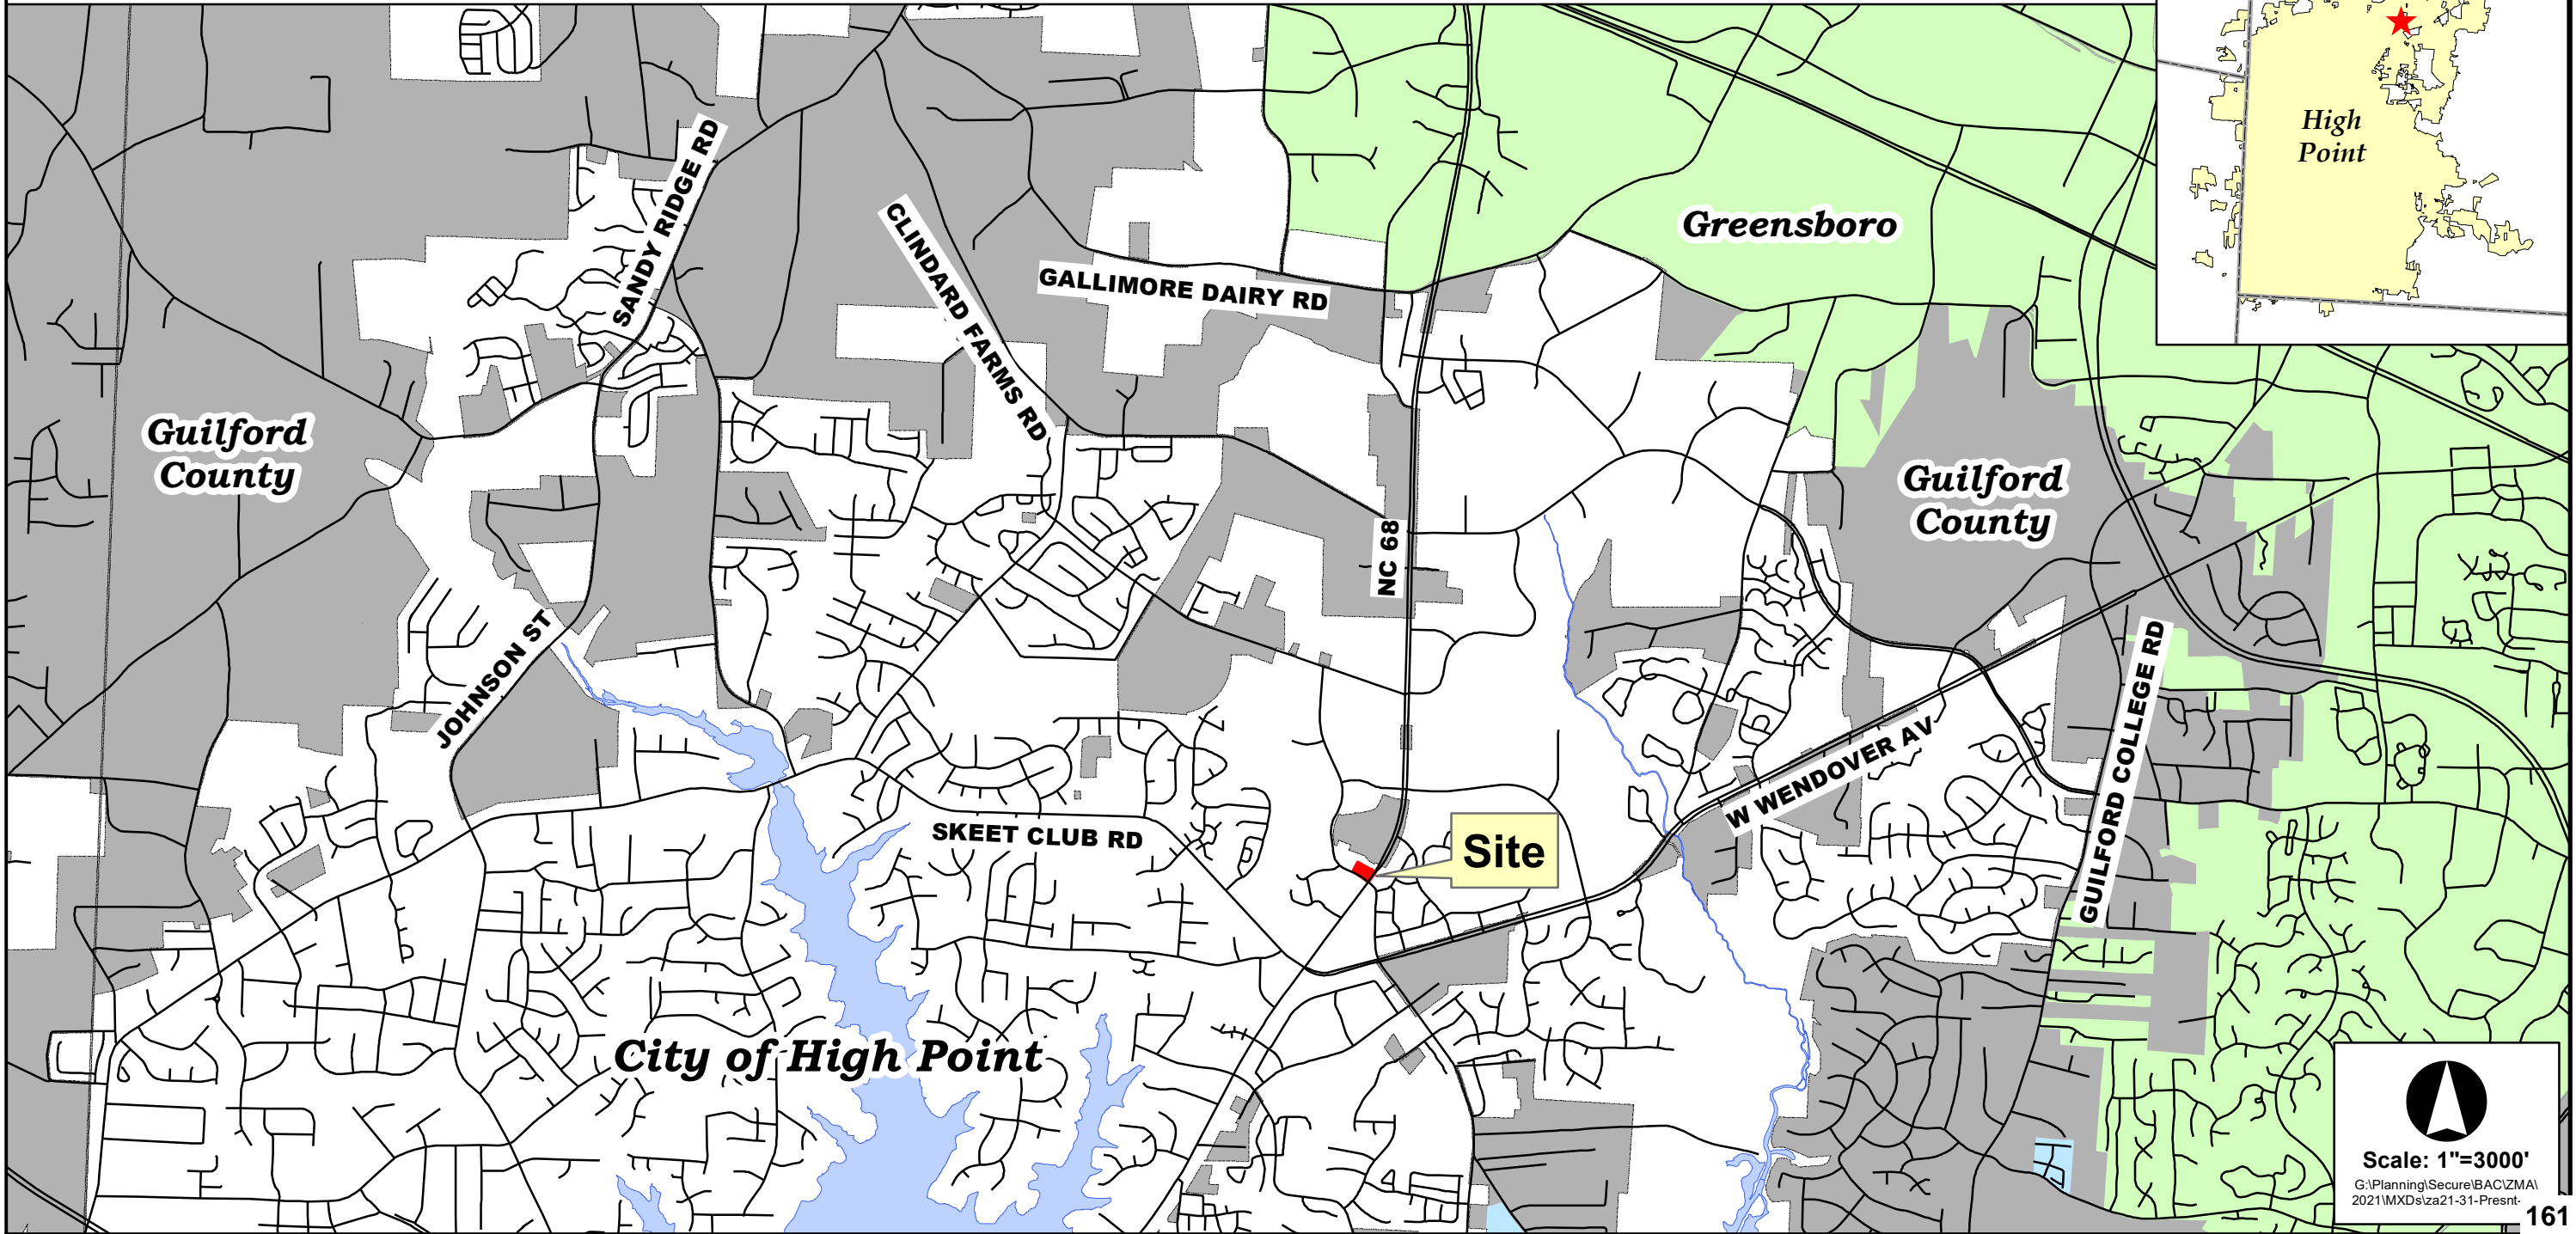 High
Point
Greensboro
SANDY RIDGE RD
CLINDARD FARMS RD
GALLIMORE DAIRY RD
Guilford
County
Guilford
County
NC 68
JOHNSON ST
GUILFORD COLLEGE RD
W WENDOVER AV
SKEET CLUB RD
Site
City of High Point
Scale: 1"=3000'
G:\Planning\Secure\BAC\ZMA\
2021\MXDs\za21-31-Presnt-
161